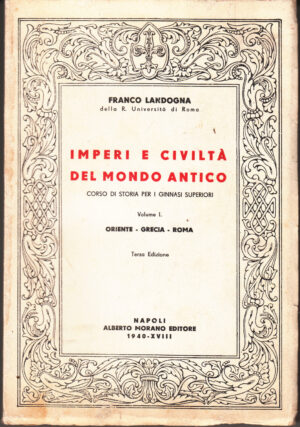 FRANCO LANDOGNA
della R. Università di Roma
IMPERI E CIVILTÀ
DEL MONDO ANTICO
CORSO DI STORIA PER I GINNASI SUPERIORI
Volume I.
ORIENTE - GRECIA - ROMA
Terza Edizione
NAPOLI
ALBERTO MORANO EDITORE
1940-XVIII